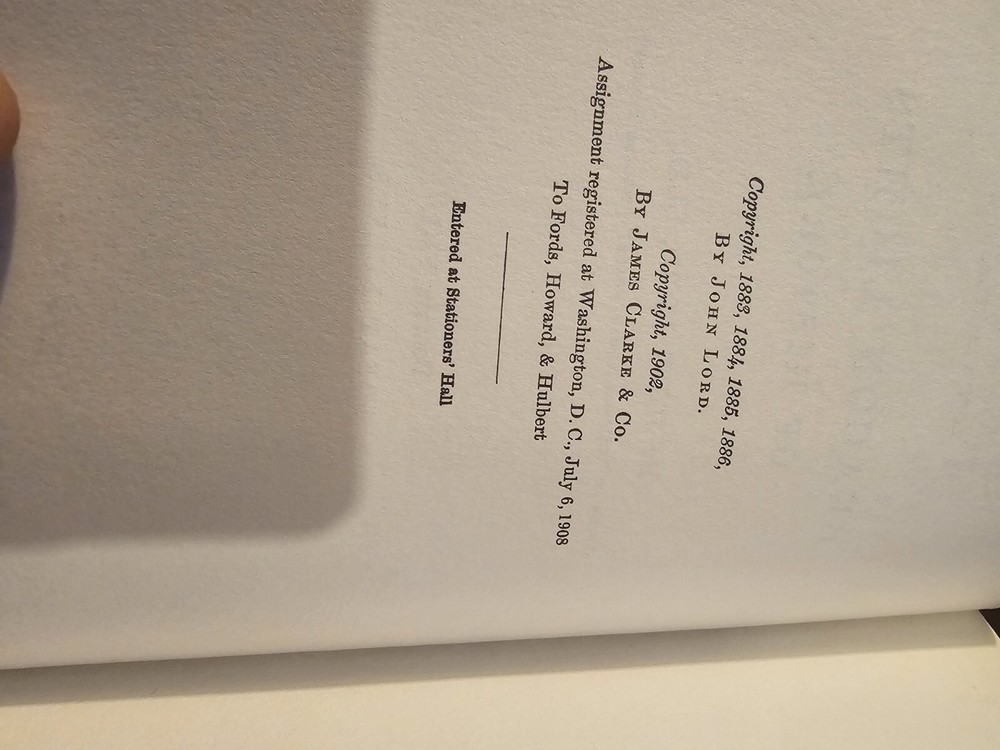 Copyright, 1883, 1884, 1885, 1886,
BY JOHN LORD.
Copyright, 1902,
BY JAMES CLARKE & CO.
Assignment registered at Washington, D. C., July 6, 1908
To Fords, Howard, & Hulbert
Entered at Stationers' Hall